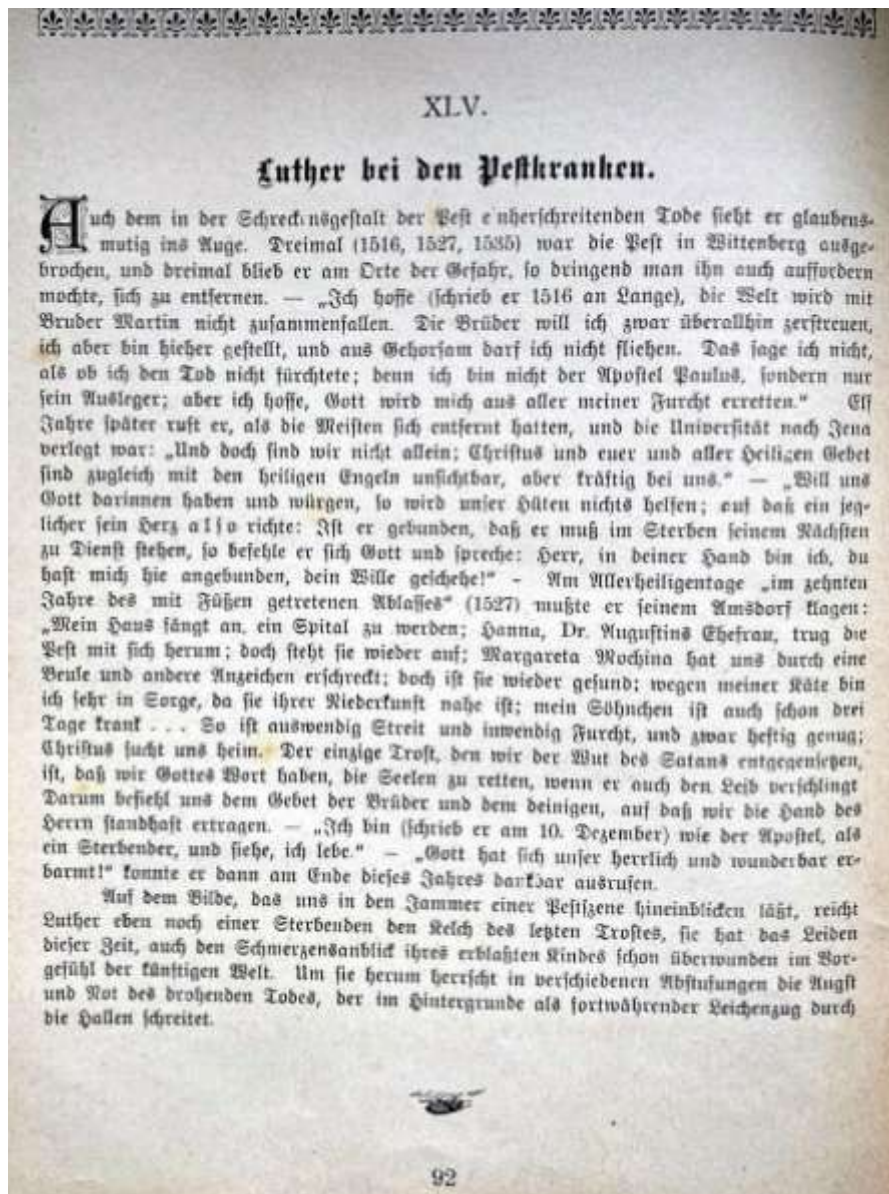 XLV.
Luther bei den Pestkranken.
Auch dem in der Schreckensgestalt der Pest e nherschreitenden Tode sieht er glaubens-
mutig ins Auge. Dreimal (1516, 1527, 1535) war die Pest in Wittenberg ausge-
brochen, und dreimal blieb er am Orte der Gefahr, so dringend man ihn auch auffordern
mochte, sich zu entfernen. — „Ich hoffe (schrieb er 1516 an Lange), die Welt wird mit
Bruder Martin nicht zusammenfallen. Die Brüder will ich zwar überallhin zerstreuen,
ich aber bin hieher gestellt, und aus Gehorsam darf ich nicht fliehen. Das sage ich nicht,
als ob ich den Tod nicht fürchtete; denn ich bin nicht der Apostel Paulus, sondern nur
sein Ausleger; aber ich hoffe, Gott wird mich aus aller meiner Furcht erretten.“ Elf
Jahre später ruft er, als die Meisten sich entfernt hatten, und die Universität nach Jena
verlegt war: „Und doch sind wir nicht allein; Christus und euer und aller Heiligen Gebet
sind zugleich mit den heiligen Engeln unsichtbar, aber kräftig bei uns.“ — „Will uns
Gott darinnen haben und würgen, so wird unser Hüten nichts helfen; auf daß ein jeg-
licher sein Herz also richte: Ist er gebunden, daß er muß im Sterben seinem Nächsten
zu Dienst stehen, so befehle er sich Gott und spreche: Herr, in deiner Hand bin ich, du
hast mich hie angebunden, dein Wille geschehe!“ - Am Allerheiligentage „im zehnten
Jahre des mit Füßen getretenen Ablasses“ (1527) mußte er seinem Amsdorf klagen:
„Mein Haus fängt an, ein Spital zu werden; Hanna, Dr. Augustins Ehefrau, trug die
Pest mit sich herum; doch steht sie wieder auf; Margareta Mochina hat uns durch eine
Beule und andere Anzeichen erschreckt; doch ist sie wieder gesund; wegen meiner Käte bin
ich sehr in Sorge, da sie ihrer Niederkunft nahe ist; mein Söhnchen ist auch schon drei
Tage krank . . . So ist auswendig Streit und inwendig Furcht, und zwar heftig genug;
Christus sucht uns heim. Der einzige Trost, den wir der Wut des Satans entgegensetzen,
ist, daß wir Gottes Wort haben, die Seelen zu retten, wenn er auch den Leib verschlingt
Darum befiehl uns dem Gebet der Brüder und dem deinigen, auf daß wir die Hand des
Herrn standhaft ertragen. — „Ich bin (schrieb er am 10. Dezember) wie der Apostel, als
ein Sterbender, und siehe, ich lebe.“ — „Gott hat sich unser herrlich und wunderbar er-
barmt!“ konnte er dann am Ende dieses Jahres dankbar ausrufen.
Auf dem Bilde, das uns in den Jammer einer Pestszene hineinblicken läßt, reicht
Luther eben noch einer Sterbenden den Kelch des letzten Trostes, sie hat das Leiden
dieser Zeit, auch den Schmerzensanblick ihres erblaßten Kindes schon überwunden im Vor-
gefühl der künftigen Welt. Um sie herum herrscht in verschiedenen Abstufungen die Angst
und Not des drohenden Todes, der im Hintergrunde als fortwährender Leichenzug durch
die Hallen schreitet.
92